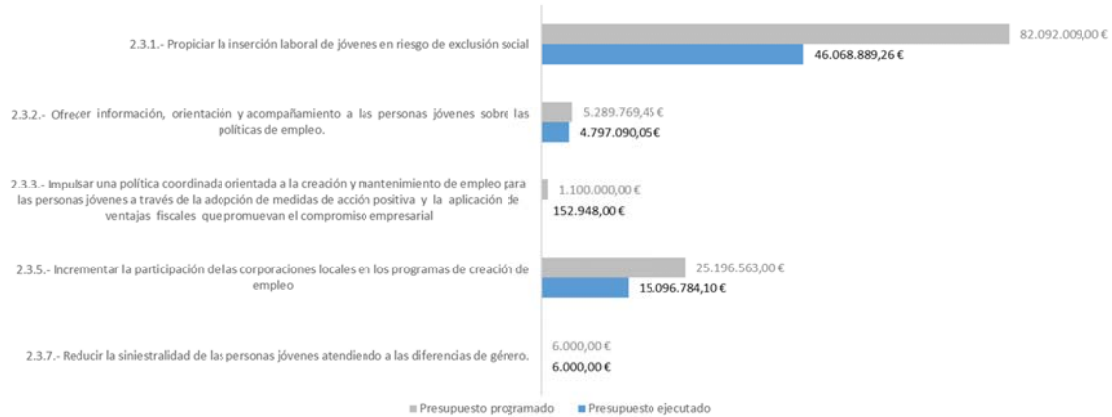 2.3.1.- Propiciar la inserción laboral de jóvenes en riesgo de exclusión social
82.092.009,00 €
46.068.889,26 €
2.3.2.- Ofrecer información, orientación y acompañamiento a las personas jóvenes sobre las
políticas de empleo.
5.289.769,45 €
4.797.090,05 €
2.3.3.- Impulsar una política coordinada orientada a la creación y mantenimiento de empleo para
las personas jóvenes a través de la adopción de medidas de acción positiva y la aplicación de
ventajas fiscales que promuevan el compromiso empresarial
1.100.000,00 €
152.948,00 €
2.3.5.- Incrementar la participación de las corporaciones locales en los programas de creación de
empleo
25.196.563,00 €
15.096.784,10 €
2.3.7.- Reducir la siniestralidad de las personas jóvenes atendiendo a las diferencias de género.
6.000,00 €
6.000,00 €
Presupuesto programado
Presupuesto ejecutado